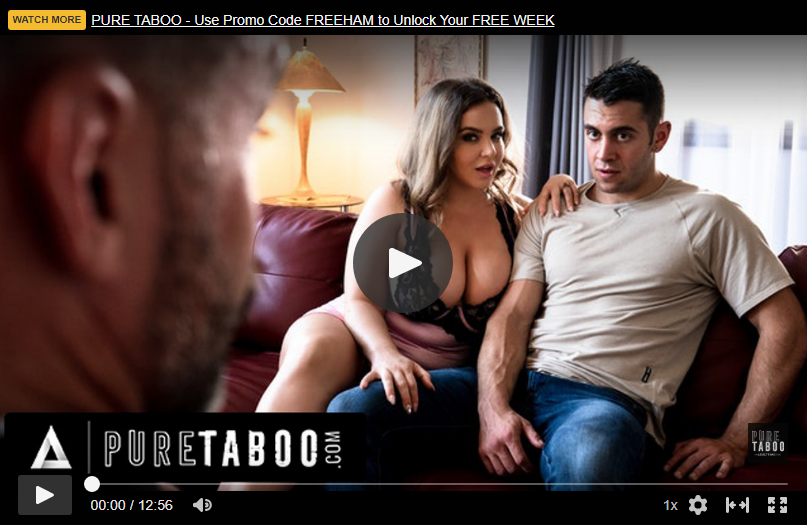 WATCH MORE PURE TABOO - Use Promo Code FREEHAM to Unlock Your FREE WEEK
PURETABOO.COM
PURE
TABOO
00:00 / 12:56
1x